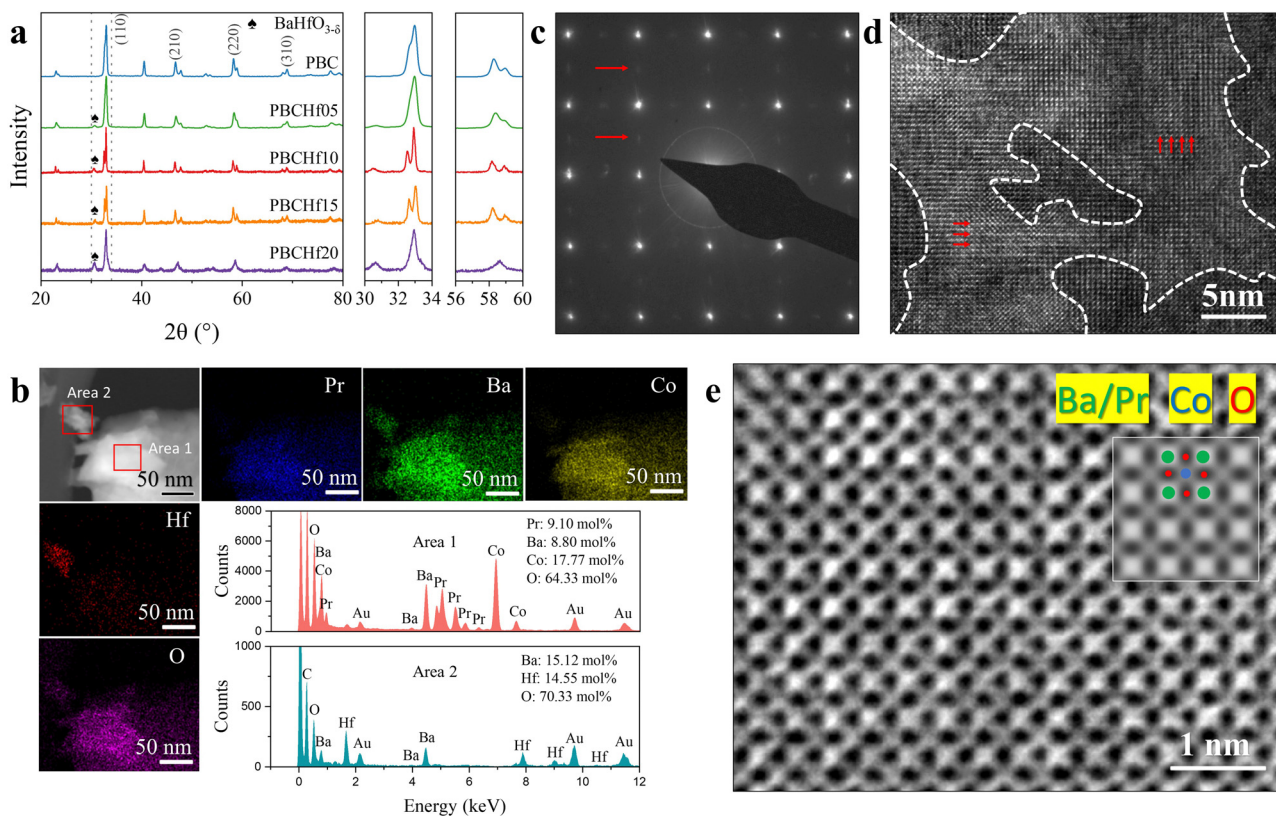 a
♠ BaHfO3-δ
(110)
(210)
(220)
(310)
PBC
PBCHf05
♠
PBCHf10
♠
PBCHf15
♠
PBCHf20
♠
Intensity
20 40 60 80
30 32 34
56 58 60
2θ (°)
c
d
5nm
b
Area 2
Area 1
50 nm
Pr
50 nm
Ba
50 nm
Co
50 nm
Hf
50 nm
O
50 nm
8000
6000
4000
2000
0
Counts
Area 1
O
Ba
Co
Pr
Au
Ba
Ba
Pr
Pr
Pr
Pr
Co
Co
Au
Au
Pr: 9.10 mol%
Ba: 8.80 mol%
Co: 17.77 mol%
O: 64.33 mol%
1000
500
0
Counts
Area 2
C
O
Ba
Hf
Au
Ba
Ba
Hf
Hf
Au
Hf
Au
Ba: 15.12 mol%
Hf: 14.55 mol%
O: 70.33 mol%
0 2 4 6 8 10 12
Energy (keV)
e
Ba/Pr Co O
1 nm